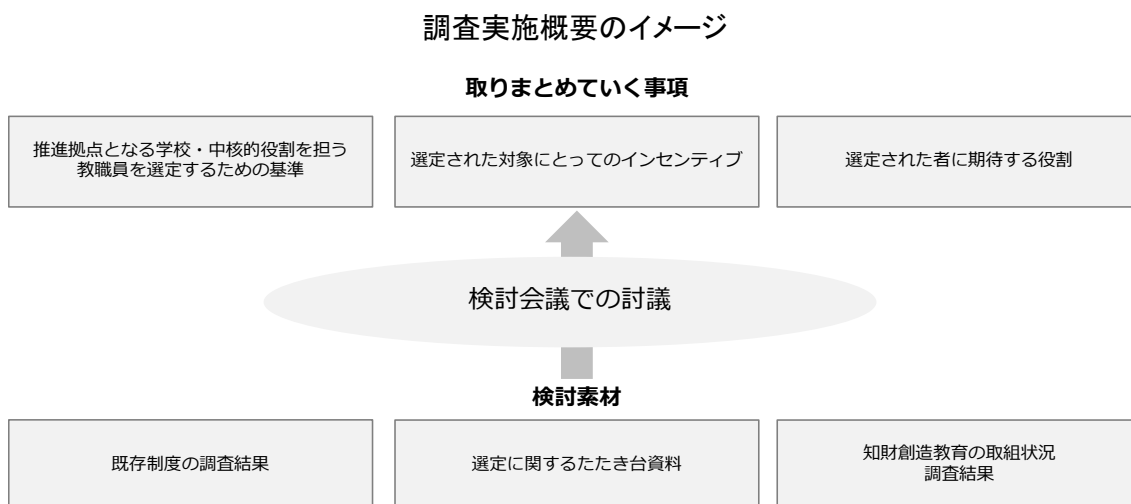 調査実施概要のイメージ
取りまとめていく事項
推進拠点となる学校・中核的役割を担う
教職員を選定するための基準
選定された対象にとってのインセンティブ
選定された者に期待する役割
検討会議での討議
検討素材
既存制度の調査結果
選定に関するたたき台資料
知財創造教育の取組状況
調査結果